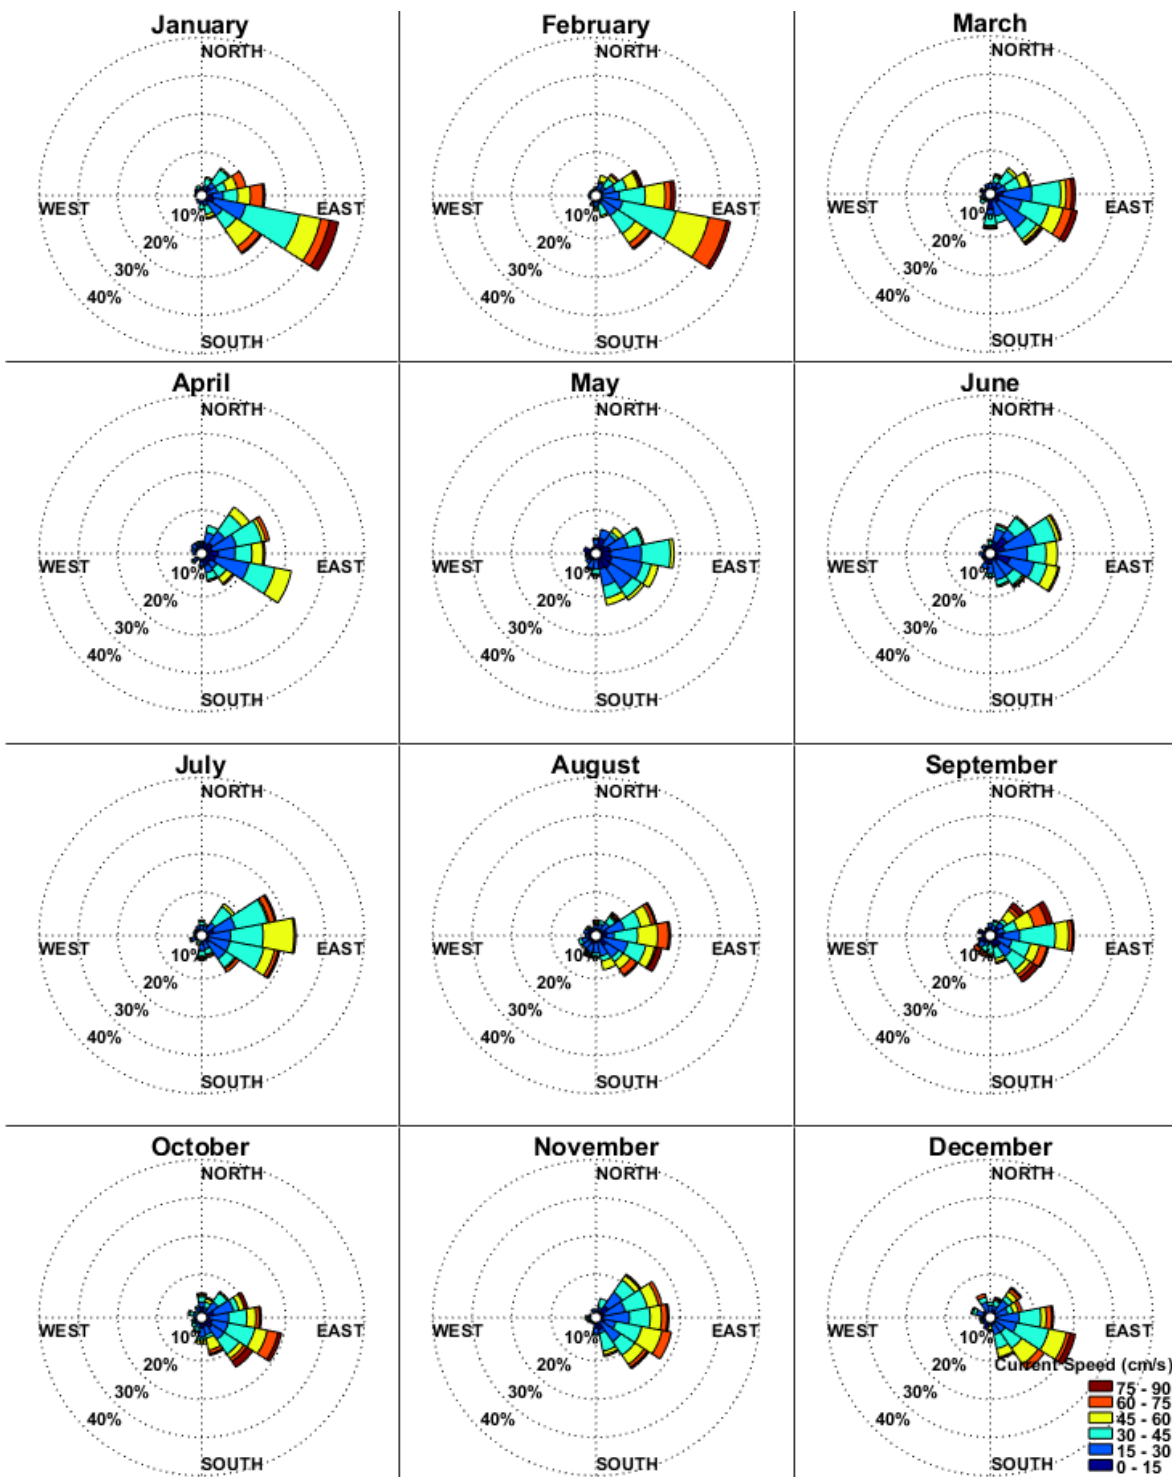 January February March
NORTH NORTH NORTH
WEST EAST WEST EAST WEST EAST
10% 10% 10%
20% 20% 20%
30% 30% 30%
40% 40% 40%
SOUTH SOUTH SOUTH
April May June
NORTH NORTH NORTH
WEST EAST WEST EAST WEST EAST
10% 10% 10%
20% 20% 20%
30% 30% 30%
40% 40% 40%
SOUTH SOUTH SOUTH
July August September
NORTH NORTH NORTH
WEST EAST WEST EAST WEST EAST
10% 10% 10%
20% 20% 20%
30% 30% 30%
40% 40% 40%
SOUTH SOUTH SOUTH
October November December
NORTH NORTH NORTH
WEST EAST WEST EAST WEST EAST
10% 10% 10%
20% 20% 20%
30% 30% 30%
40% 40% 40%
SOUTH SOUTH SOUTH
Current Speed (cm/s)
75 - 90
60 - 75
45 - 60
30 - 45
15 - 30
0 - 15